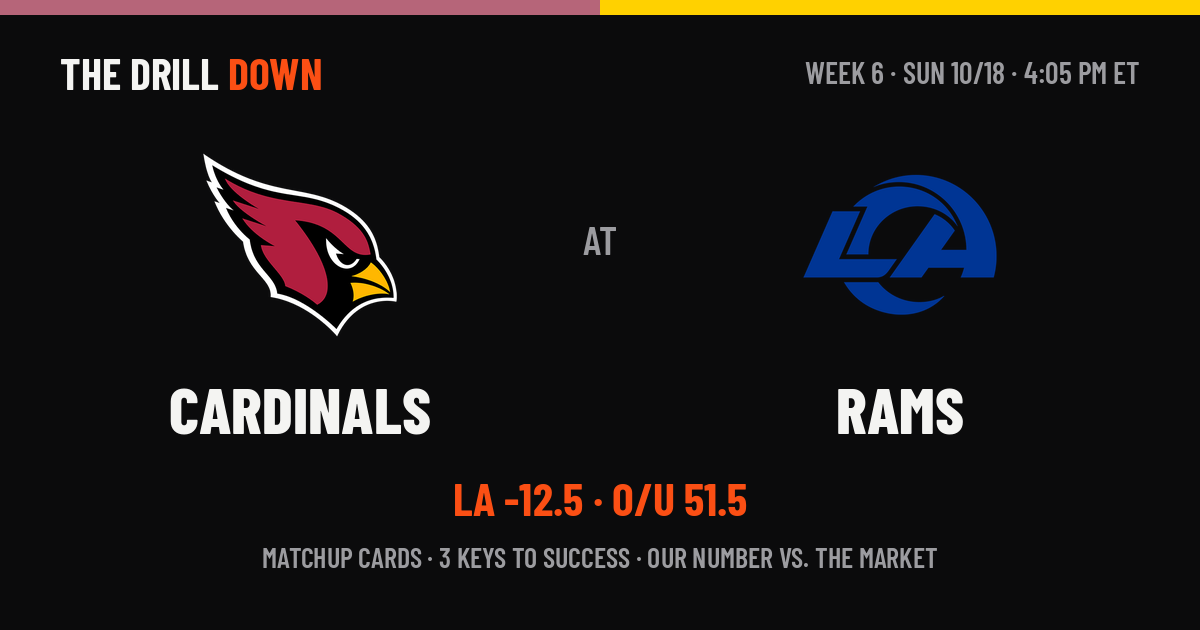 THE DRILL DOWN
WEEK 6 · SUN 10/18 · 4:05 PM ET
AT
LA
CARDINALS
RAMS
LA -12.5 · O/U 51.5
MATCHUP CARDS · 3 KEYS TO SUCCESS · OUR NUMBER VS. THE MARKET